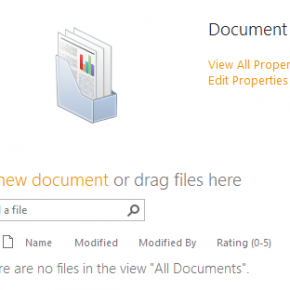 Document
View All Proper
Edit Properties
new document or drag files here
l a file
Name Modified Modified By Rating (0-5)
re are no files in the view "All Documents".